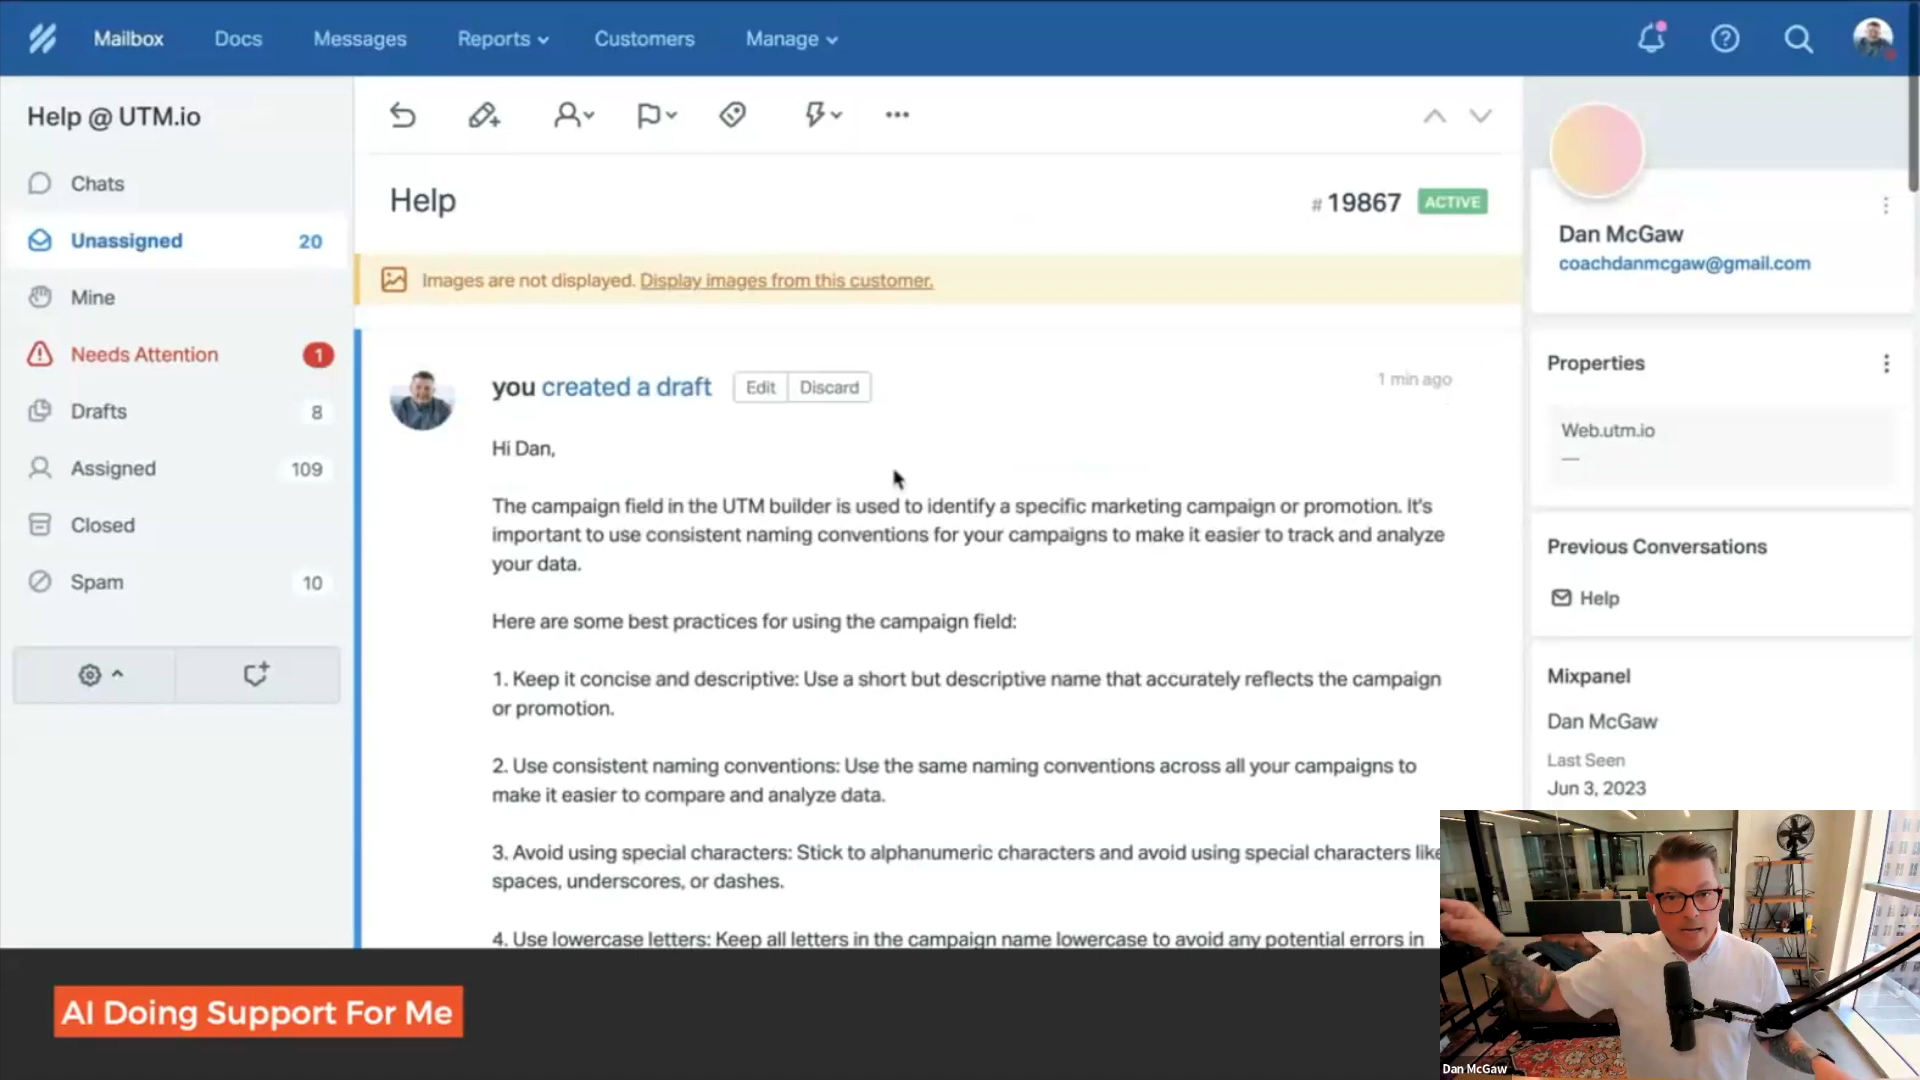 Mailbox
Docs
Messages
Reports
Customers
Manage
Help @ UTM.io
Chats
Unassigned 20
Mine
Needs Attention 1
Drafts 8
Assigned 109
Closed
Spam 10
Help
# 19867 ACTIVE
Images are not displayed. Display images from this customer.
you created a draft
Edit
Discard
1 min ago
Hi Dan,
The campaign field in the UTM builder is used to identify a specific marketing campaign or promotion. It's
important to use consistent naming conventions for your campaigns to make it easier to track and analyze
your data.
Here are some best practices for using the campaign field:
1. Keep it concise and descriptive: Use a short but descriptive name that accurately reflects the campaign
or promotion.
2. Use consistent naming conventions: Use the same naming conventions across all your campaigns to
make it easier to compare and analyze data.
3. Avoid using special characters: Stick to alphanumeric characters and avoid using special characters like
spaces, underscores, or dashes.
4. Use lowercase letters: Keep all letters in the campaign name lowercase to avoid any potential errors in
Dan McGaw
coachdanmcgaw@gmail.com
Properties
Web.utm.io
—
Previous Conversations
Help
Mixpanel
Dan McGaw
Last Seen
Jun 3, 2023
AI Doing Support For Me
Dan McGaw